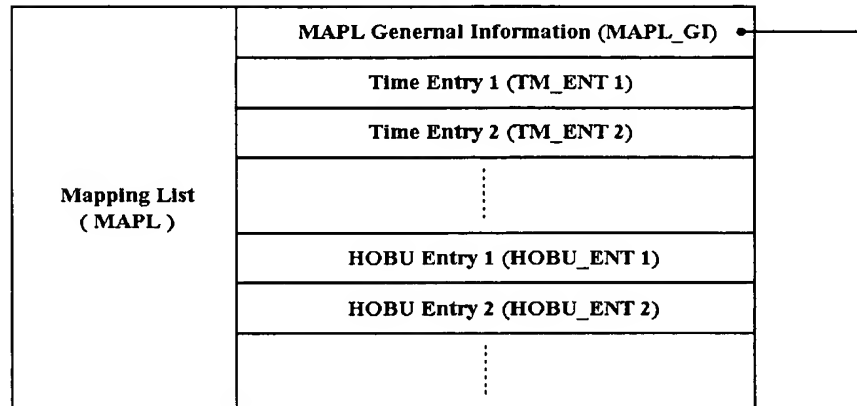 MAPL Genernal Information (MAPL_GI)
Time Entry 1 (TM_ENT 1)
Time Entry 2 (TM_ENT 2)
Mapping List
( MAPL )
HOBU Entry 1 (HOBU_ENT 1)
HOBU Entry 2 (HOBU_ENT 2)